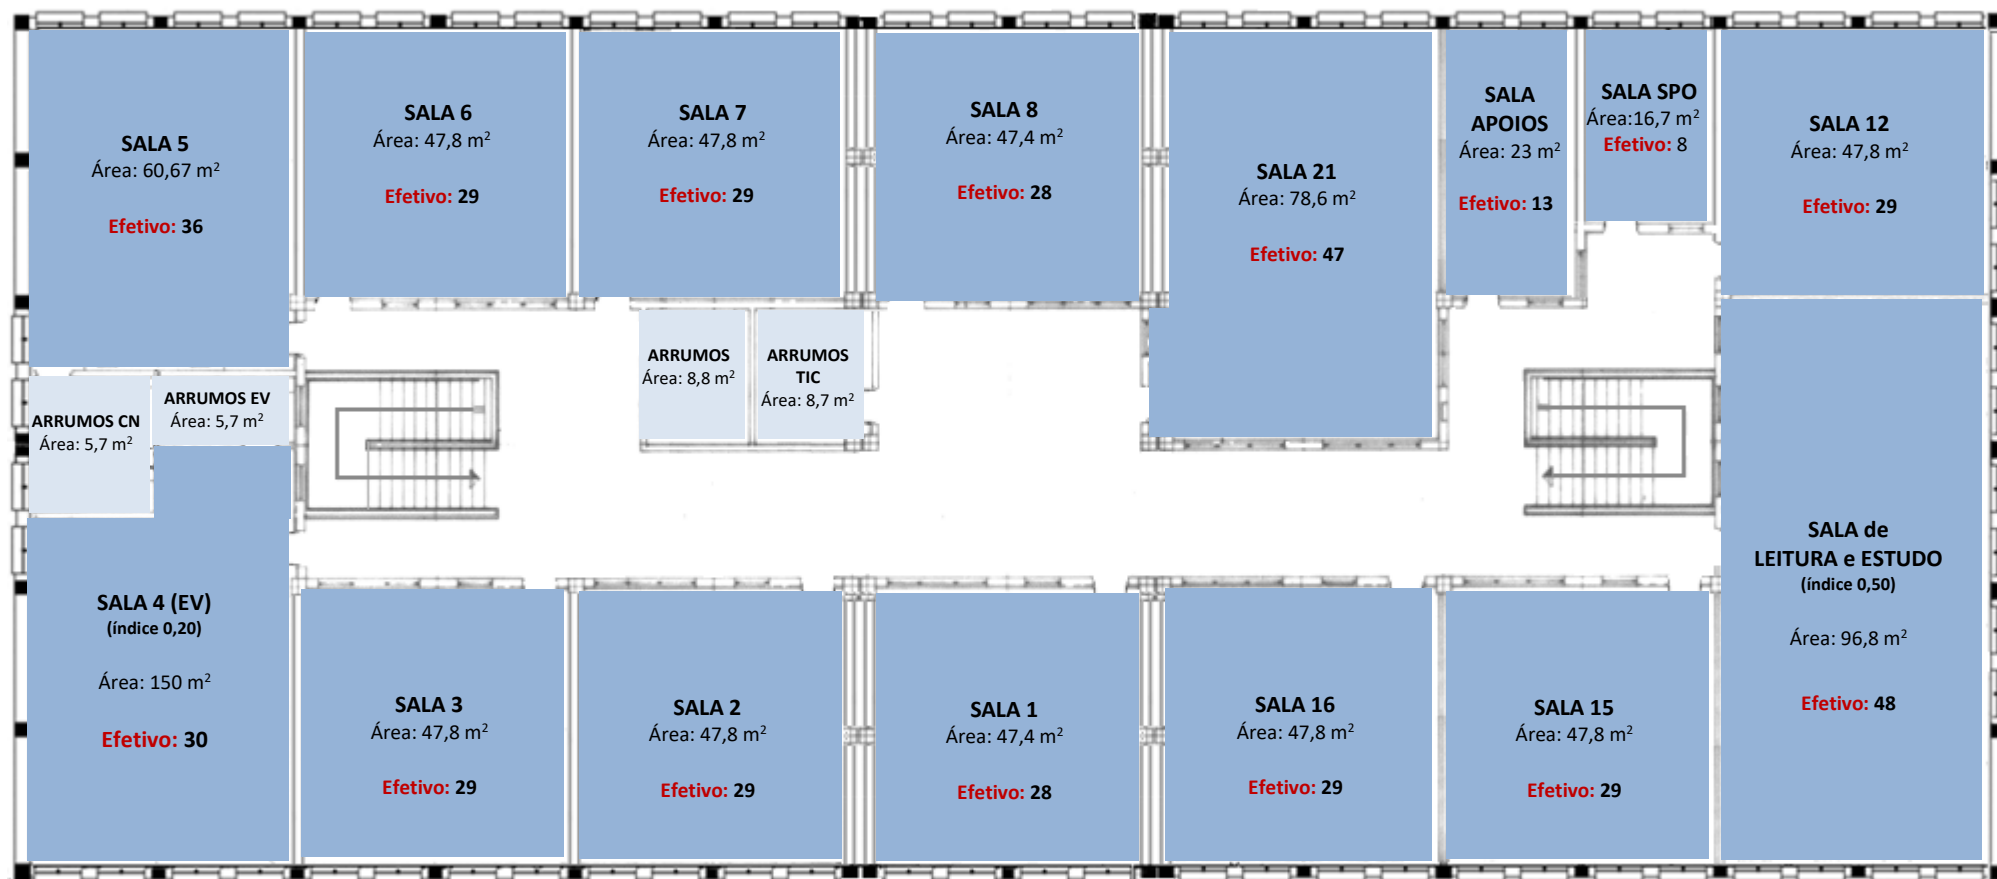 SALA 5
Área: 60,67 m²
Efetivo: 36
SALA 6
Área: 47,8 m²
Efetivo: 29
SALA 7
Área: 47,8 m²
Efetivo: 29
SALA 8
Área: 47,4 m²
Efetivo: 28
SALA 21
Área: 78,6 m²
Efetivo: 47
SALA
APOIOS
Área: 23 m²
Efetivo: 13
SALA SPO
Área:16,7 m²
Efetivo: 8
SALA 12
Área: 47,8 m²
Efetivo: 29
ARRUMOS CN
Área: 5,7 m²
ARRUMOS EV
Área: 5,7 m²
ARRUMOS
Área: 8,8 m²
ARRUMOS
TIC
Área: 8,7 m²
SALA 4 (EV)
(índice 0,20)
Área: 150 m²
Efetivo: 30
SALA 3
Área: 47,8 m²
Efetivo: 29
SALA 2
Área: 47,8 m²
Efetivo: 29
SALA 1
Área: 47,4 m²
Efetivo: 28
SALA 16
Área: 47,8 m²
Efetivo: 29
SALA 15
Área: 47,8 m²
Efetivo: 29
SALA de
LEITURA e ESTUDO
(índice 0,50)
Área: 96,8 m²
Efetivo: 48